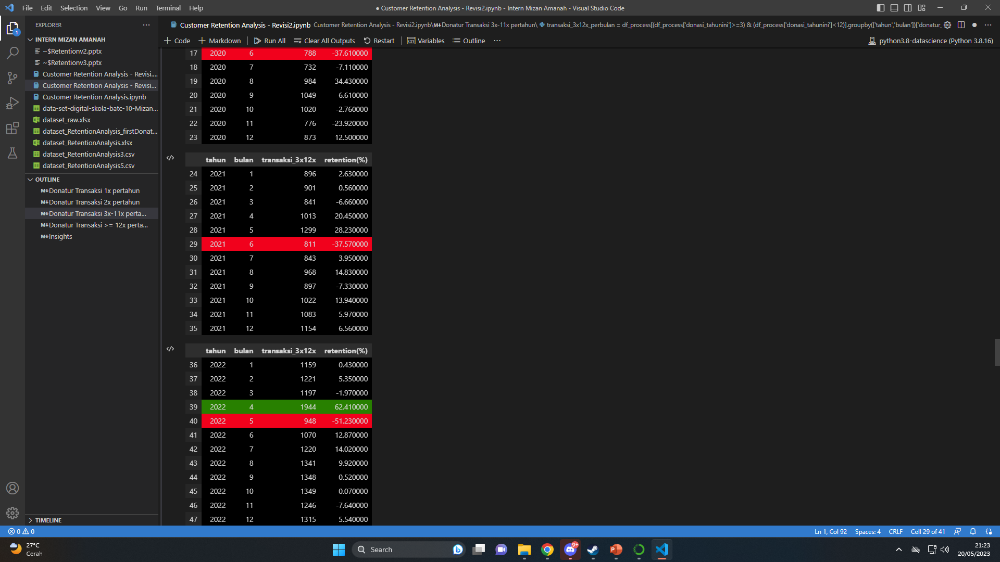 File Edit Selection View Go Run Terminal Help
● Customer Retention Analysis - Revisi2.ipynb - Intern Mizan Amanah - Visual Studio Code
EXPLORER
INTERN MIZAN AMANAH
~$Retentionv2.pptx
~$Retentionv3.pptx
Customer Retention Analysis - Revisi....
Customer Retention Analysis - Revisi...
Customer Retention Analysis.ipynb
data-set-digital-skola-batc-10-Mizan...
dataset_raw.xlsx
dataset_RetentionAnalysis_firstDonat...
dataset_RetentionAnalysis.xlsx
dataset_RetentionAnalysis3.csv
dataset_RetentionAnalysis5.csv
OUTLINE
M↓Donatur Transaksi 1x pertahun
M↓Donatur Transaksi 2x pertahun
M↓Donatur Transaksi 3x-11x perta...
M↓Donatur Transaksi >= 12x perta...
M↓Insights
TIMELINE
Customer Retention Analysis - Revisi2.ipynb Customer Retention Analysis - Revisi2.ipynb\M↓Donatur Transaksi 3x-11x pertahun\ transaksi_3x12x_perbulan = df_process[(df_process['donasi_tahunini']>=3) & (df_process['donasi_tahunini']<12)].groupby(['tahun','bulan'])['donatur_
+ Code + Markdown Run All Clear All Outputs Restart Variables Outline ...
python3.8-datascience (Python 3.8.16)
17 2020 6 788 -37.610000
18 2020 7 732 -7.110000
19 2020 8 984 34.430000
20 2020 9 1049 6.610000
21 2020 10 1020 -2.760000
22 2020 11 776 -23.920000
23 2020 12 873 12.500000
tahun bulan transaksi_3x12x retention(%)
24 2021 1 896 2.630000
25 2021 2 901 0.560000
26 2021 3 841 -6.660000
27 2021 4 1013 20.450000
28 2021 5 1299 28.230000
29 2021 6 811 -37.570000
30 2021 7 843 3.950000
31 2021 8 968 14.830000
32 2021 9 897 -7.330000
33 2021 10 1022 13.940000
34 2021 11 1083 5.970000
35 2021 12 1154 6.560000
tahun bulan transaksi_3x12x retention(%)
36 2022 1 1159 0.430000
37 2022 2 1221 5.350000
38 2022 3 1197 -1.970000
39 2022 4 1944 62.410000
40 2022 5 948 -51.230000
41 2022 6 1070 12.870000
42 2022 7 1220 14.020000
43 2022 8 1341 9.920000
44 2022 9 1348 0.520000
45 2022 10 1349 0.070000
46 2022 11 1246 -7.640000
47 2022 12 1315 5.540000
0 0
Ln 1, Col 92 Spaces: 4 CRLF Cell 29 of 41
27°C
Cerah
Search
9+
21:23
20/05/2023